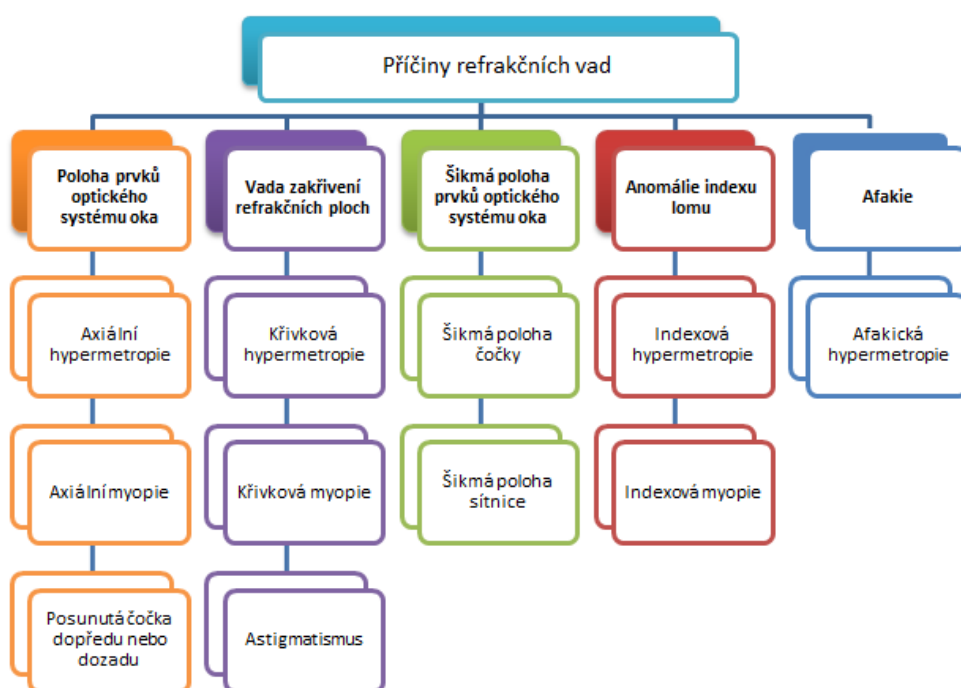 Příčiny refrakčních vad
Poloha prvků
optického
systému oka
Vada zakřivení
refrakčních ploch
Šikmá poloha
prvků optického
systému oka
Anomálie indexu
lomu
Afakie
Axiální
hypermetropie
Křivková
hypermetropie
Šikmá poloha
čočky
Indexová
hypermetropie
Afakická
hypermetropie
Axiální myopie
Křivková myopie
Šikmá poloha
sítnice
Indexová myopie
Posunutá čočka
dopředu nebo
dozadu
Astigmatismus